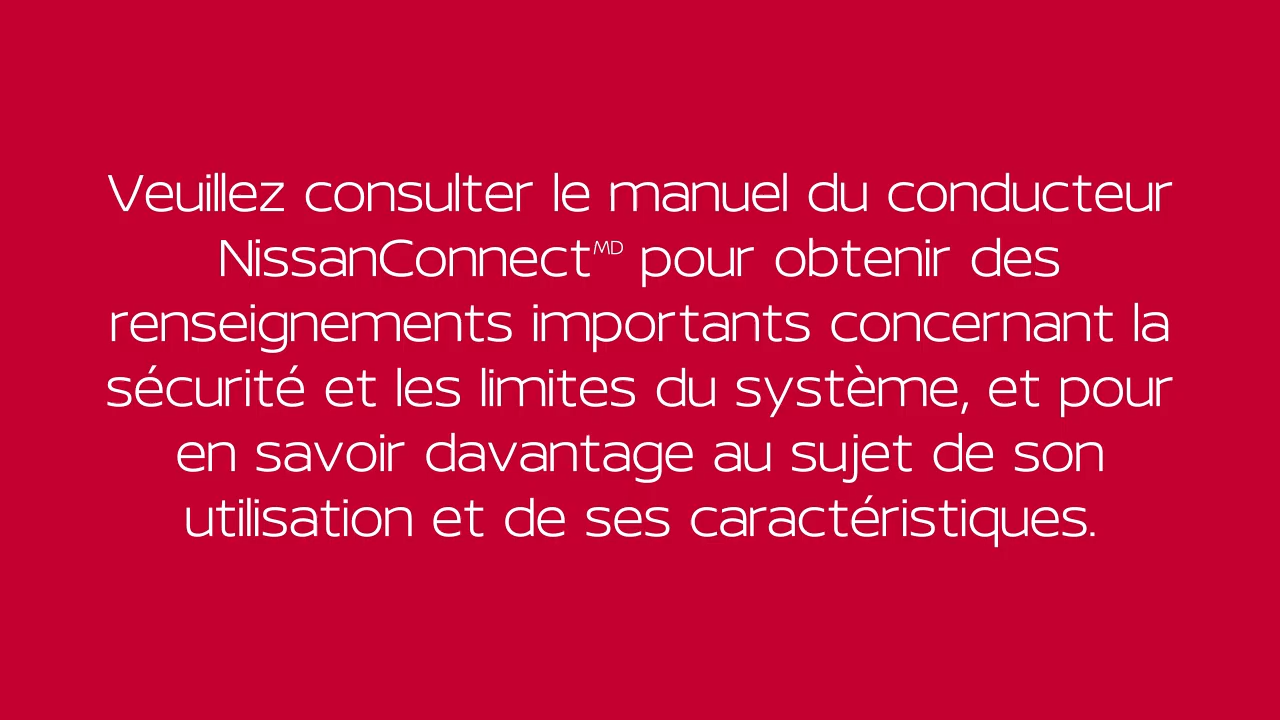 Veuillez consulter le manuel du conducteur
NissanConnectᴹᴰ pour obtenir des
renseignements importants concernant la
sécurité et les limites du système, et pour
en savoir davantage au sujet de son
utilisation et de ses caractéristiques.